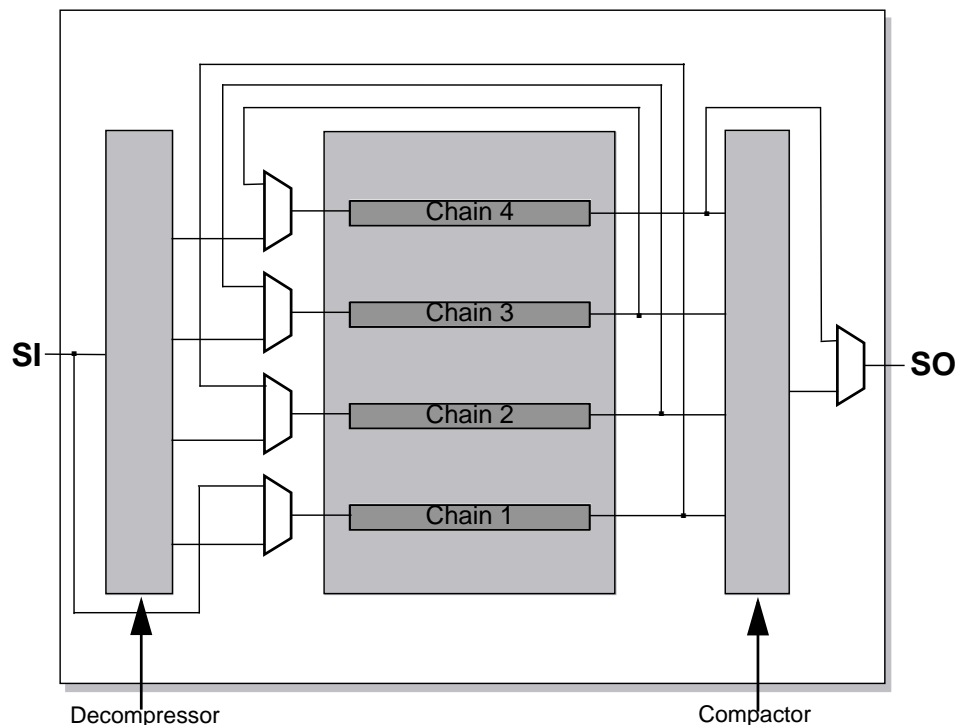 Chain 4
Chain 3
SI
SO
Chain 2
Chain 1
Decompressor
Compactor